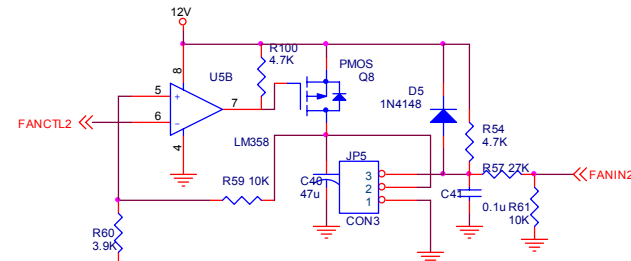 12V
R100
4.7K
PMOS
Q8
8
U5B
5
+
7
6
-
4
FANCTL2
LM358
D5
1N4148
R54
4.7K
JP5
3
2
1
CON3
R57 27K
FANIN2
R59 10K
C40
47u
C41
0.1u
R61
10K
R60
3.9K